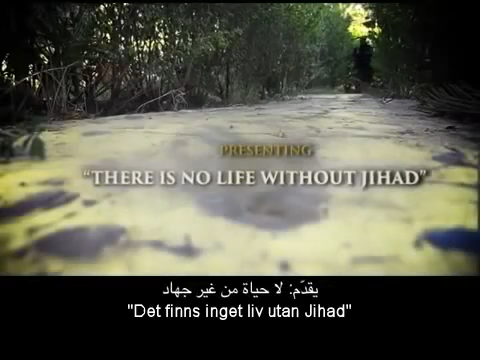 PRESENTING
"THERE IS NO LIFE WITHOUT JIHAD"
يقدّم: لا حياة من غير جهاد
"Det finns inget liv utan Jihad"